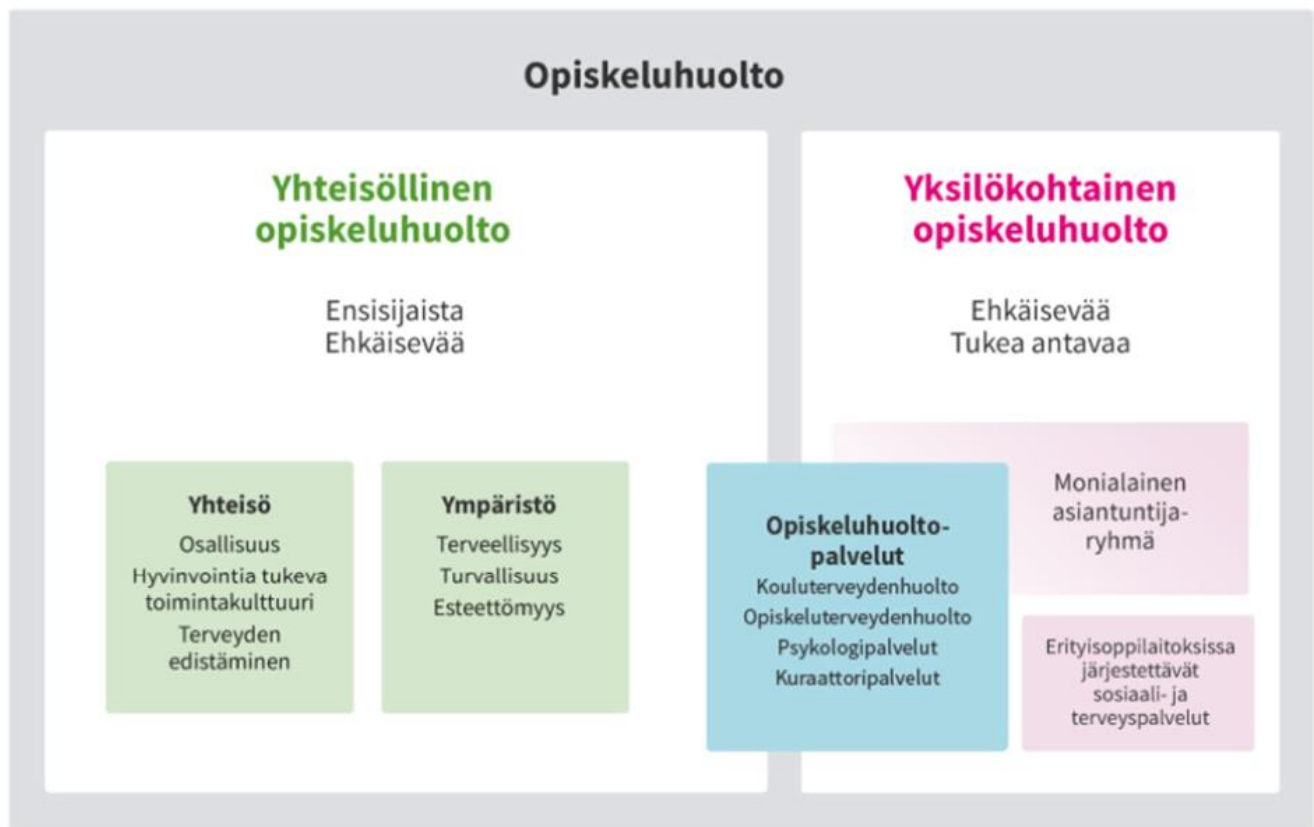 Opiskeluhuolto
Yhteisöllinen
opiskeluhuolto
Ensisijaista
Ehkäisevää
Yhteisö
Osallisuus
Hyvinvointia tukeva
toimintakulttuuri
Terveyden
edistäminen
Ympäristö
Terveellisyys
Turvallisuus
Esteettömyys
Opiskeluhuolto-
palvelut
Kouluterveydenhuolto
Opiskeluterveydenhuolto
Psykologipalvelut
Kuraattoripalvelut
Yksilökohtainen
opiskeluhuolto
Ehkäisevää
Tukea antavaa
Monialainen
asiantuntija-
ryhmä
Erityisoppilaitoksissa
järjestettävät
sosiaali- ja
terveyspalvelut